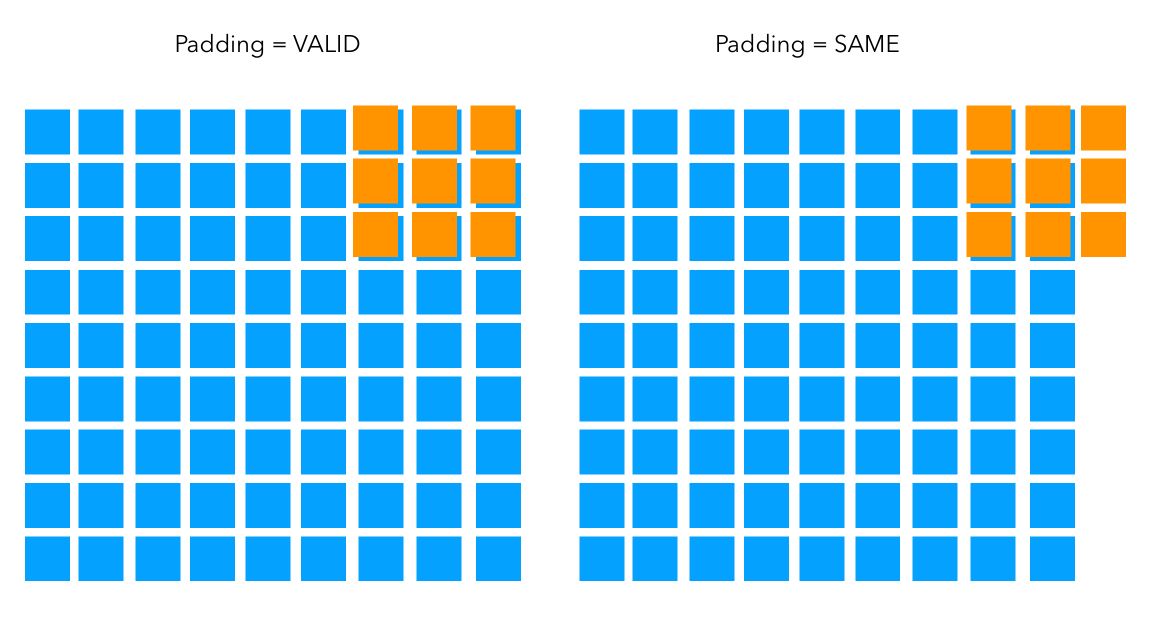 Padding = VALID
Padding = SAME